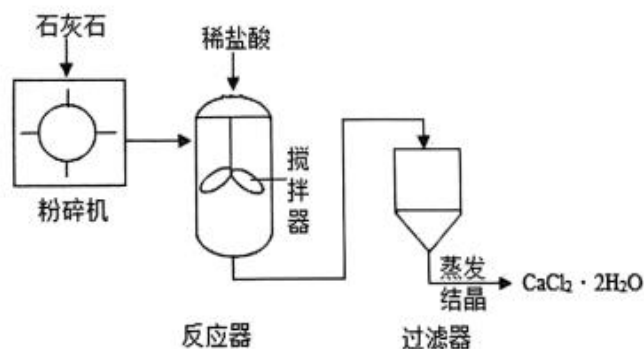 石灰石
稀盐酸
搅拌器
粉碎机
蒸发
结晶
CaCl₂·2H₂O
反应器
过滤器